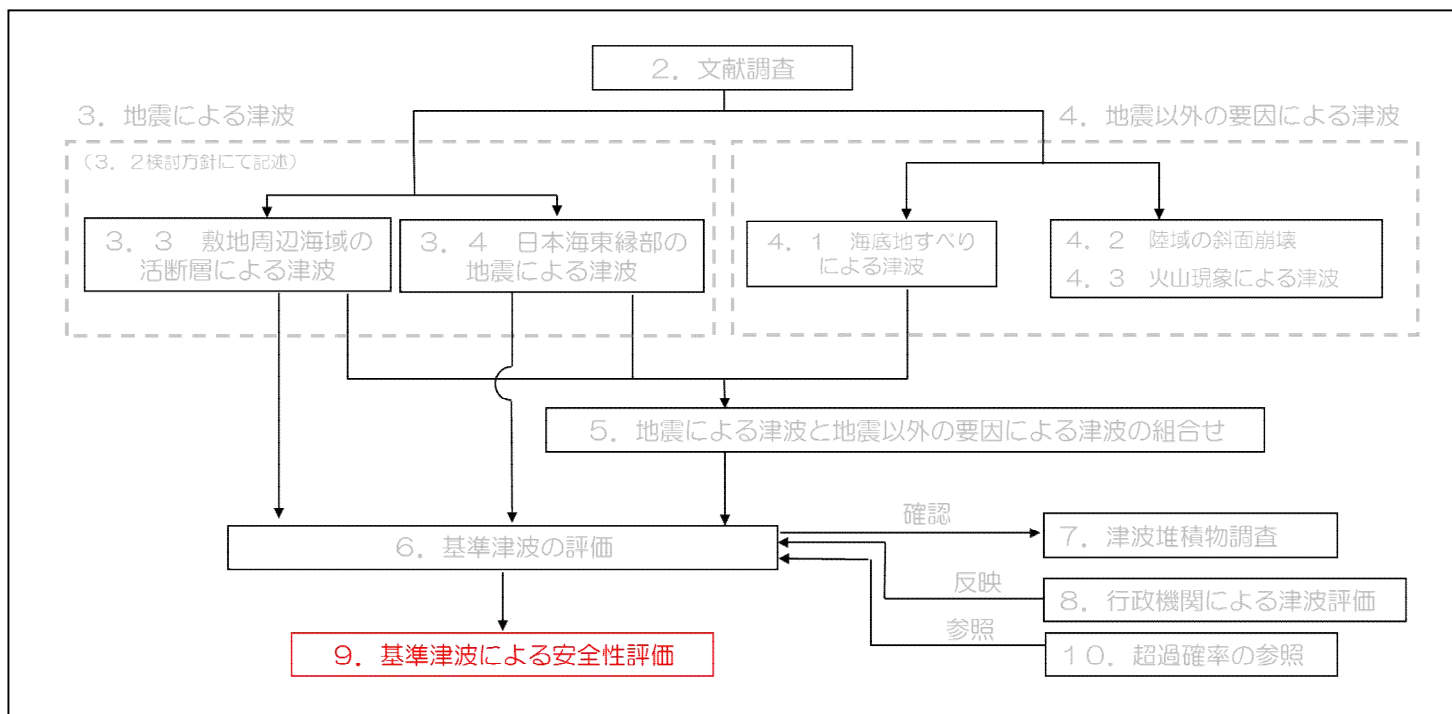 2．文献調査
3．地震による津波
4．地震以外の要因による津波
（3．2検討方針にて記述）
3．3　敷地周辺海域の
活断層による津波
3．4　日本海東縁部の
地震による津波
4．1　海底地すべり
による津波
4．2　陸域の斜面崩壊
4．3　火山現象による津波
5．地震による津波と地震以外の要因による津波の組合せ
6．基準津波の評価
確認
7．津波堆積物調査
反映
8．行政機関による津波評価
参照
10．超過確率の参照
9．基準津波による安全性評価